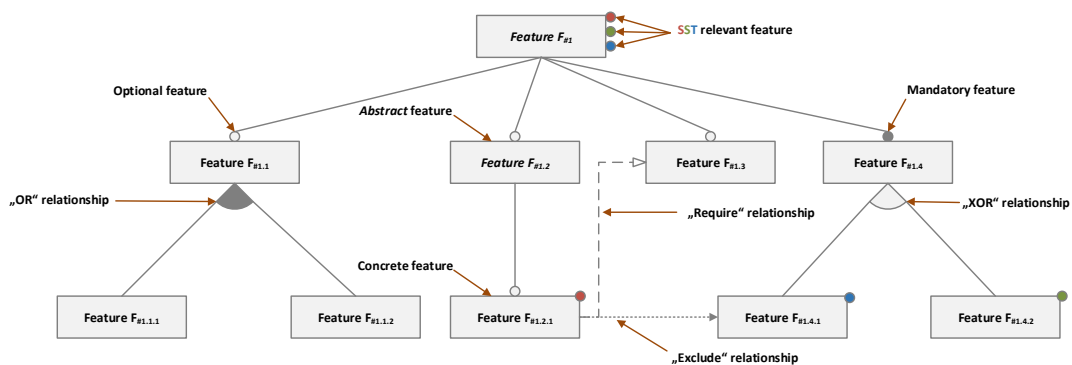 Feature F#1
SST relevant feature
Optional feature
Abstract feature
Mandatory feature
Feature F#1.1
Feature F#1.2
Feature F#1.3
Feature F#1.4
„OR“ relationship
„Require“ relationship
„XOR“ relationship
Concrete feature
Feature F#1.1.1
Feature F#1.1.2
Feature F#1.2.1
Feature F#1.4.1
Feature F#1.4.2
„Exclude“ relationship